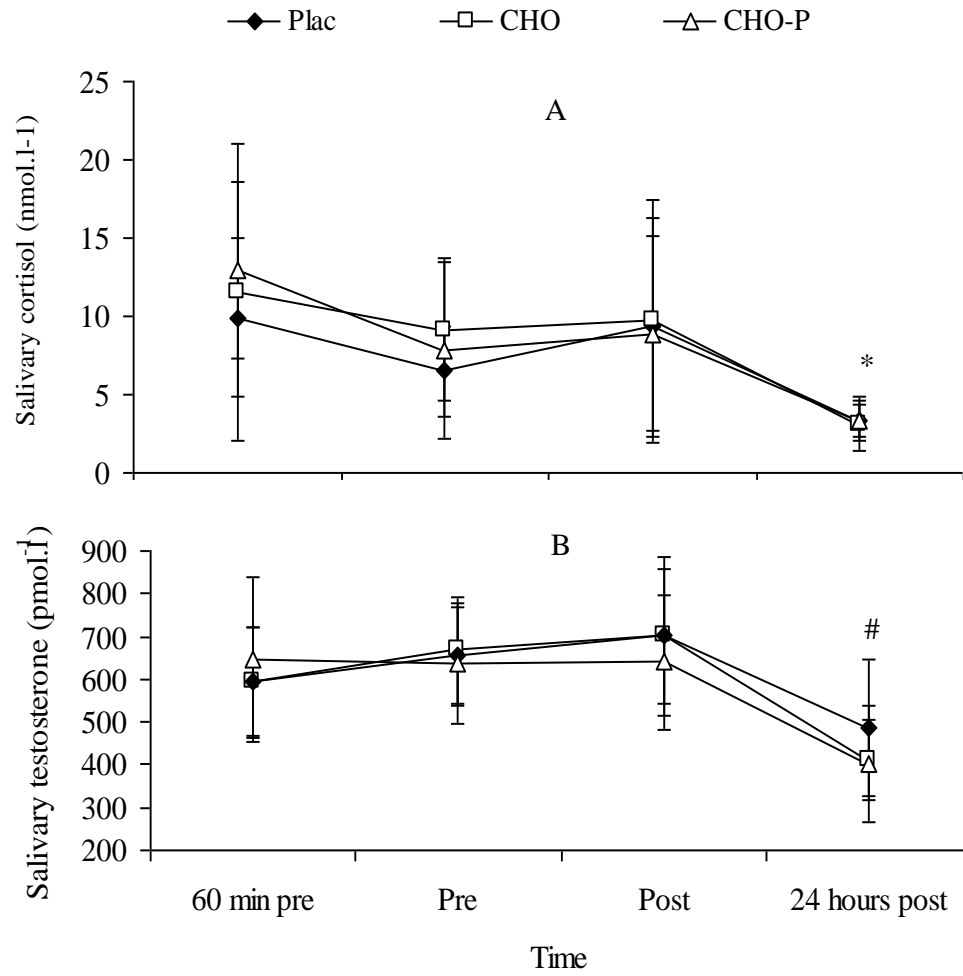 Plac CHO CHO-P
A
Salivary cortisol (nmol.l-1)
25
20
15
10
5
0
*
B
Salivary testosterone (pmol.l-1)
900
800
700
600
500
400
300
200
#
60 min pre Pre Post 24 hours post
Time